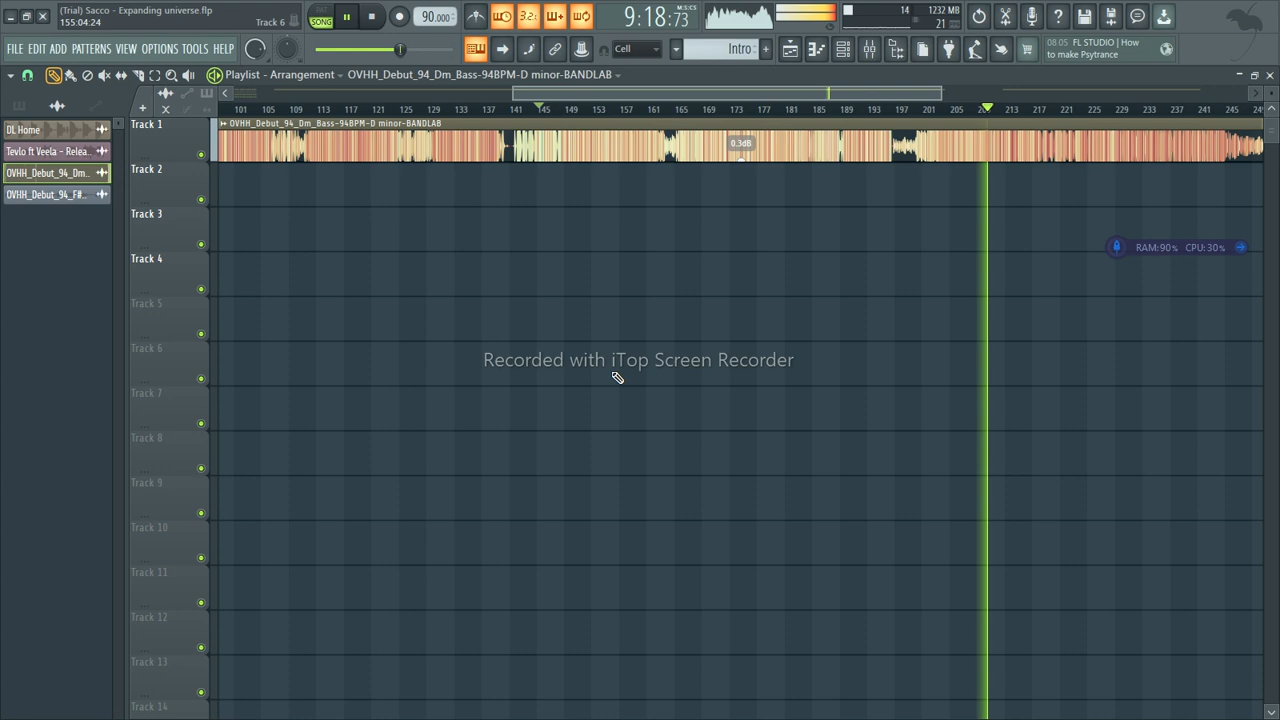 (Trial) Sacco - Expanding universe.flp
155:04:24
Track 6
SONG
90.000
3.2.
9:18:73
M:S:CS
14
1232 MB
21
FILE EDIT ADD PATTERNS VIEW OPTIONS TOOLS HELP
Cell
Intro
08.05 FL STUDIO | How
to make Psytrance
Playlist - Arrangement
OVHH_Debut_94_Dm_Bass-94BPM-D minor-BANDLAB
101 105 109 113 117 121 125 129 133 137 141 145 149 153 157 161 165 169 173 177 181 185 189 193 197 201 205 213 217 221 225 229 233 237 241 245
DL Home
Tevlo ft Veela - Relea..
OVHH_Debut_94_Dm..
OVHH_Debut_94_F#..
Track 1
OVHH_Debut_94_Dm_Bass-94BPM-D minor-BANDLAB
0.3dB
Track 2
Track 3
Track 4
Track 5
Track 6
Track 7
Track 8
Track 9
Track 10
Track 11
Track 12
Track 13
Track 14
RAM:90% CPU:30%
Recorded with iTop Screen Recorder